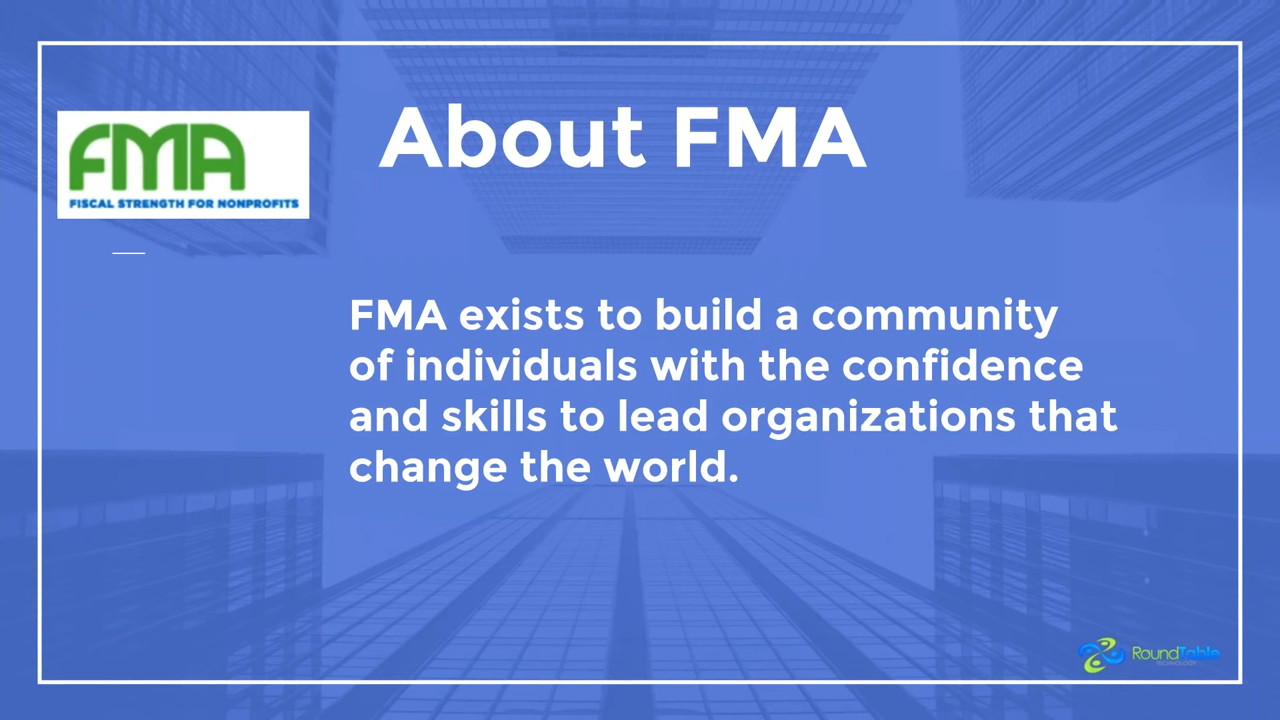 About FMA
FMA
FISCAL STRENGTH FOR NONPROFITS
FMA exists to build a community
of individuals with the confidence
and skills to lead organizations that
change the world.
RoundTable
TECHNOLOGY